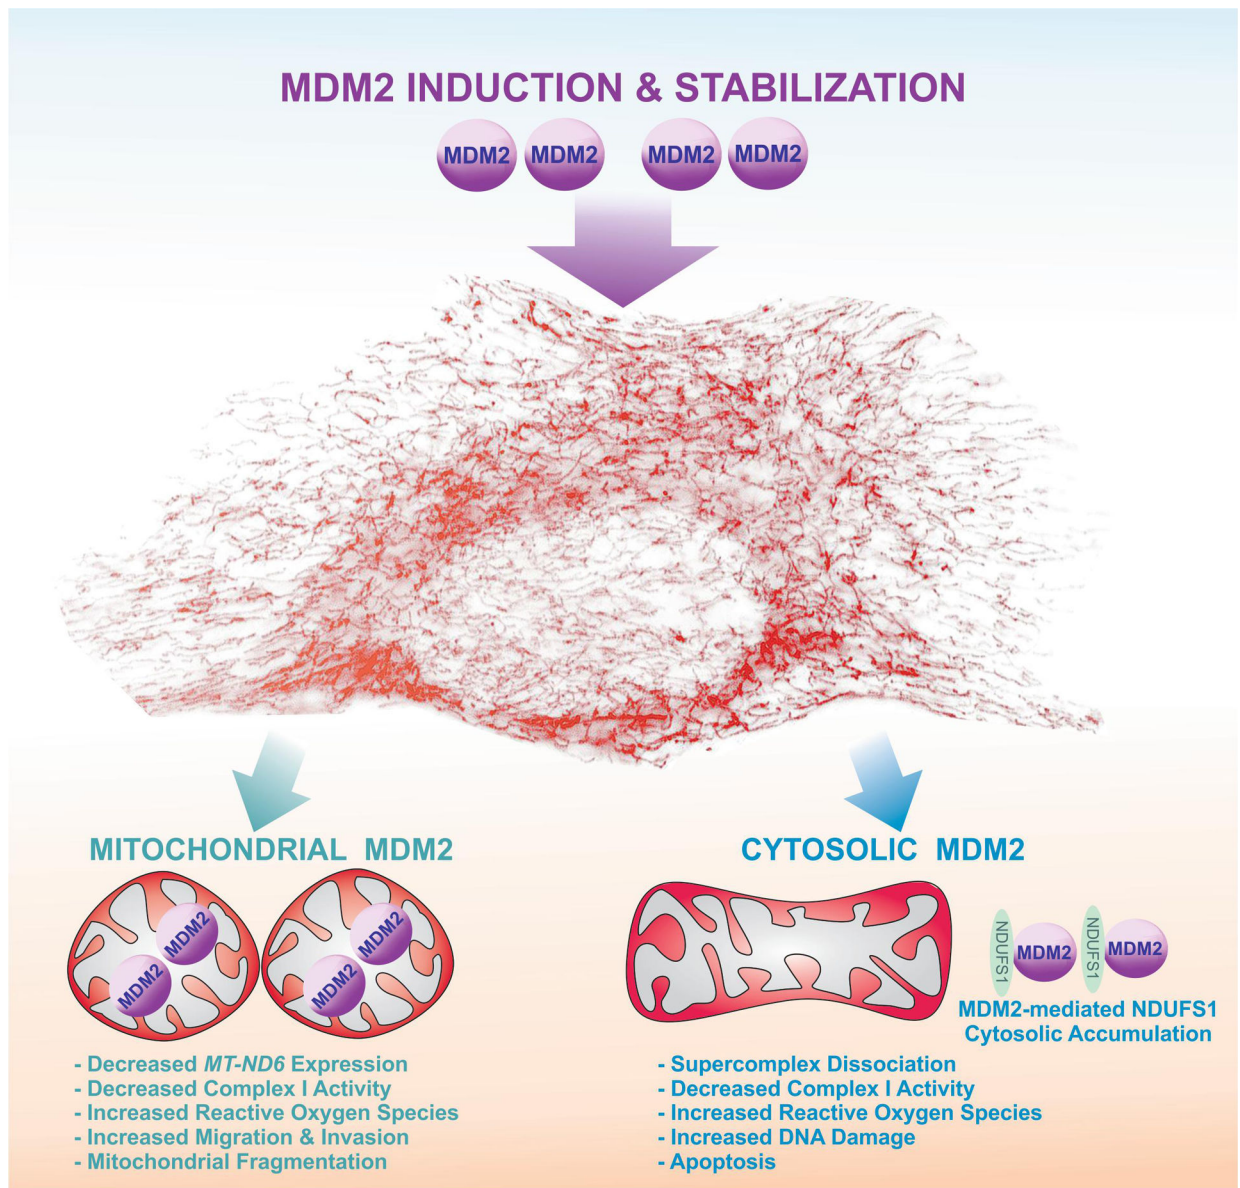 MDM2 INDUCTION & STABILIZATION
MDM2 MDM2 MDM2 MDM2
MITOCHONDRIAL MDM2
MDM2
MDM2
MDM2
MDM2
- Decreased MT-ND6 Expression
- Decreased Complex I Activity
- Increased Reactive Oxygen Species
- Increased Migration & Invasion
- Mitochondrial Fragmentation
CYTOSOLIC MDM2
NDUFS1
MDM2
NDUFS1
MDM2
MDM2-mediated NDUFS1
Cytosolic Accumulation
- Supercomplex Dissociation
- Decreased Complex I Activity
- Increased Reactive Oxygen Species
- Increased DNA Damage
- Apoptosis